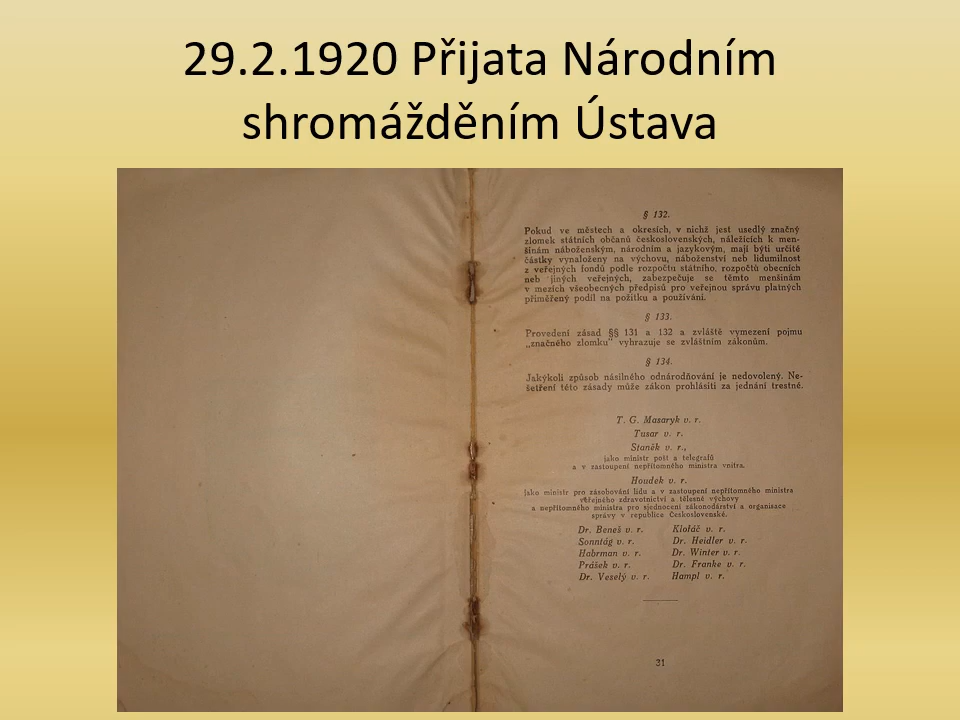 29.2.1920 Přijata Národním
shromážděním Ústava
§ 132.
Pokud ve městech a okresích, v nichž jest usedlý značný
zlomek státních občanů československých, náležících k men-
šinám náboženským, národním a jazykovým, mají býti určité
částky vynaloženy na výchovu, náboženství neb lidumilnost
z veřejných fondů podle rozpočtu státního, rozpočtů obecních
neb jiných veřejných, zabezpečuje se těmto menšinám
v mezích všeobecných předpisů pro veřejnou správu platných
přiměřený podíl na požitku a používání.
§ 133.
Provedení zásad §§ 131 a 132 a zvláště vymezení pojmu
„značného zlomku" vyhrazuje se zvláštním zákonům.
§ 134.
Jakýkoli způsob násilného odnárodňování je nedovolený. Ne-
šetření této zásady může zákon prohlásiti za jednání trestné.
T. G. Masaryk v. r.
Tusar v. r.
Staněk v. r.,
jako ministr pošt a telegrafů
a v zastoupení nepřítomného ministra vnitra.
Houdek v. r.
jako ministr pro zásobování lidu a v zastoupení nepřítomného ministra
veřejného zdravotnictví a tělesné výchovy
a nepřítomného ministra pro sjednocení zákonodárství a organisace
správy v republice Československé.
Dr. Beneš v. r. Klofáč v. r.
Sonntág v. r. Dr. Heidler v. r.
Habrman v. r. Dr. Winter v. r.
Prášek v. r. Dr. Franke v. r.
Dr. Veselý v. r. Hampl v. r.
31